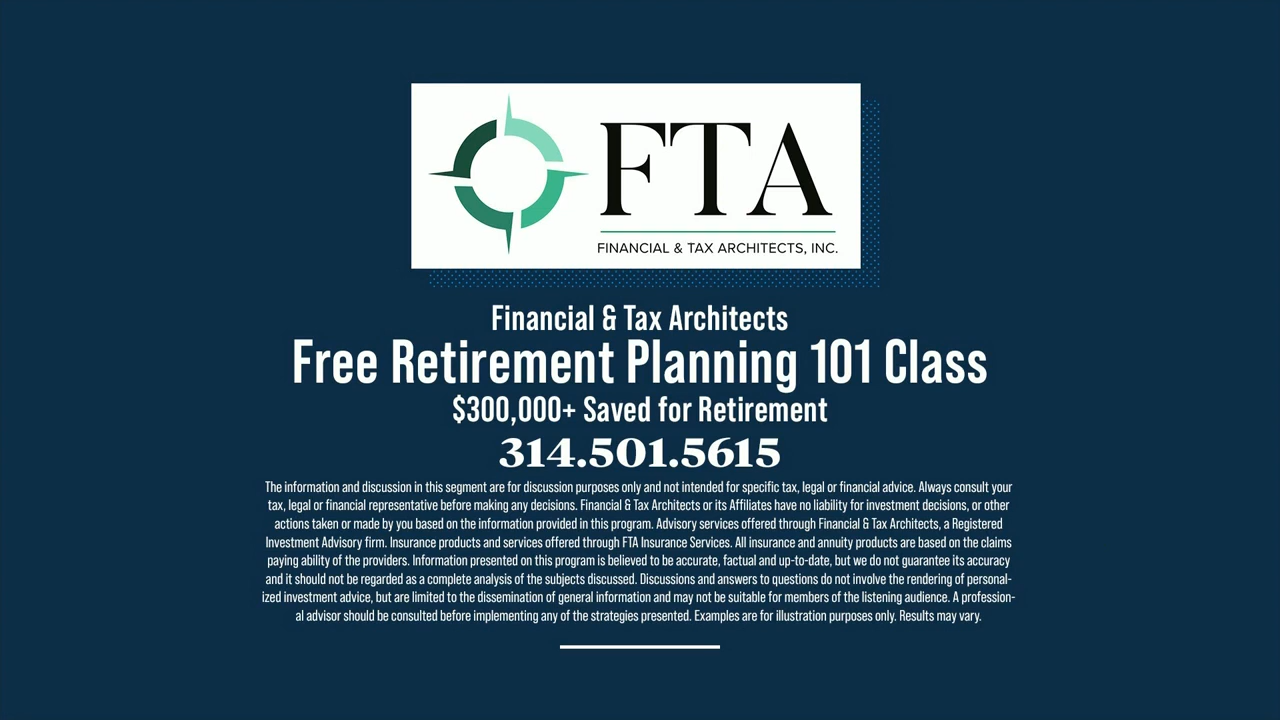 FTA
FINANCIAL & TAX ARCHITECTS, INC.
Financial & Tax Architects
Free Retirement Planning 101 Class
$300,000+ Saved for Retirement
314.501.5615
The information and discussion in this segment are for discussion purposes only and not intended for specific tax, legal or financial advice. Always consult your
tax, legal or financial representative before making any decisions. Financial & Tax Architects or its Affiliates have no liability for investment decisions, or other
actions taken or made by you based on the information provided in this program. Advisory services offered through Financial & Tax Architects, a Registered
Investment Advisory firm. Insurance products and services offered through FTA Insurance Services. All insurance and annuity products are based on the claims
paying ability of the providers. Information presented on this program is believed to be accurate, factual and up-to-date, but we do not guarantee its accuracy
and it should not be regarded as a complete analysis of the subjects discussed. Discussions and answers to questions do not involve the rendering of personal-
ized investment advice, but are limited to the dissemination of general information and may not be suitable for members of the listening audience. A profession-
al advisor should be consulted before implementing any of the strategies presented. Examples are for illustration purposes only. Results may vary.